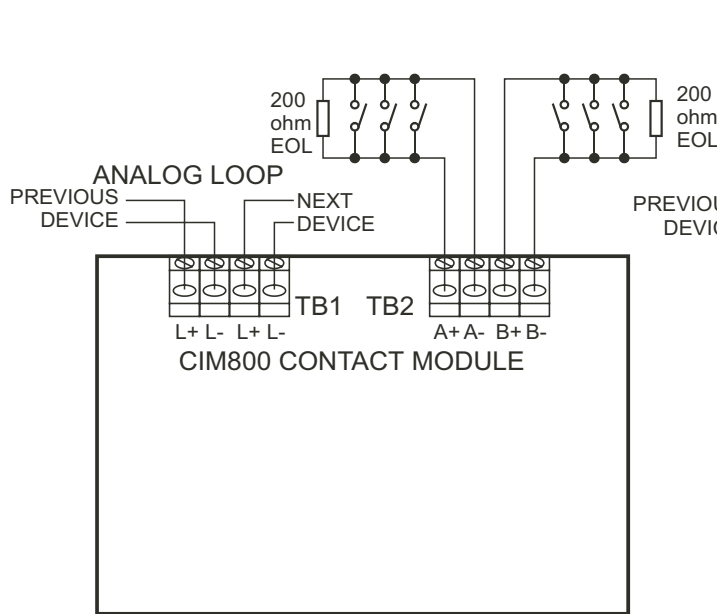 200
ohm
EOL
200
ohm
EOL
ANALOG LOOP
PREVIOUS
DEVICE
NEXT
DEVICE
TB1 TB2
L+ L- L+ L-
A+ A- B+ B-
CIM800 CONTACT MODULE